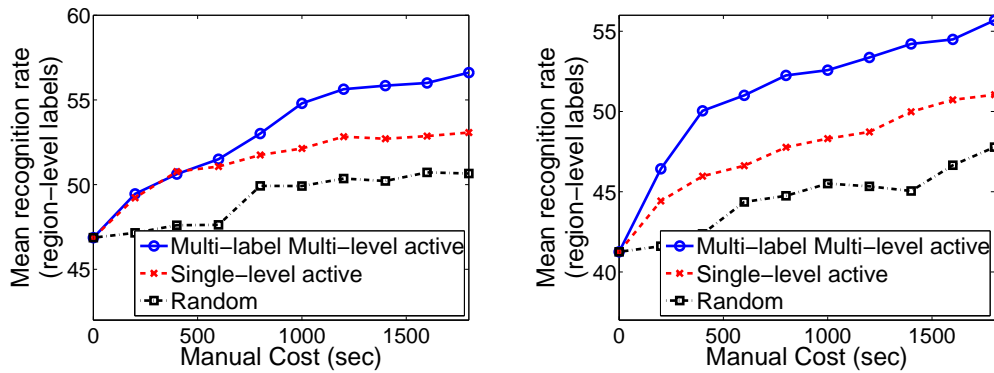 60
55
50
45
Mean recognition rate
(region−level labels)
Multi−label Multi−level active
Single−level active
Random
0
500
1000
1500
Manual Cost (sec)
55
50
45
40
Mean recognition rate
(region−level labels)
Multi−label Multi−level active
Single−level active
Random
0
500
1000
1500
Manual Cost (sec)